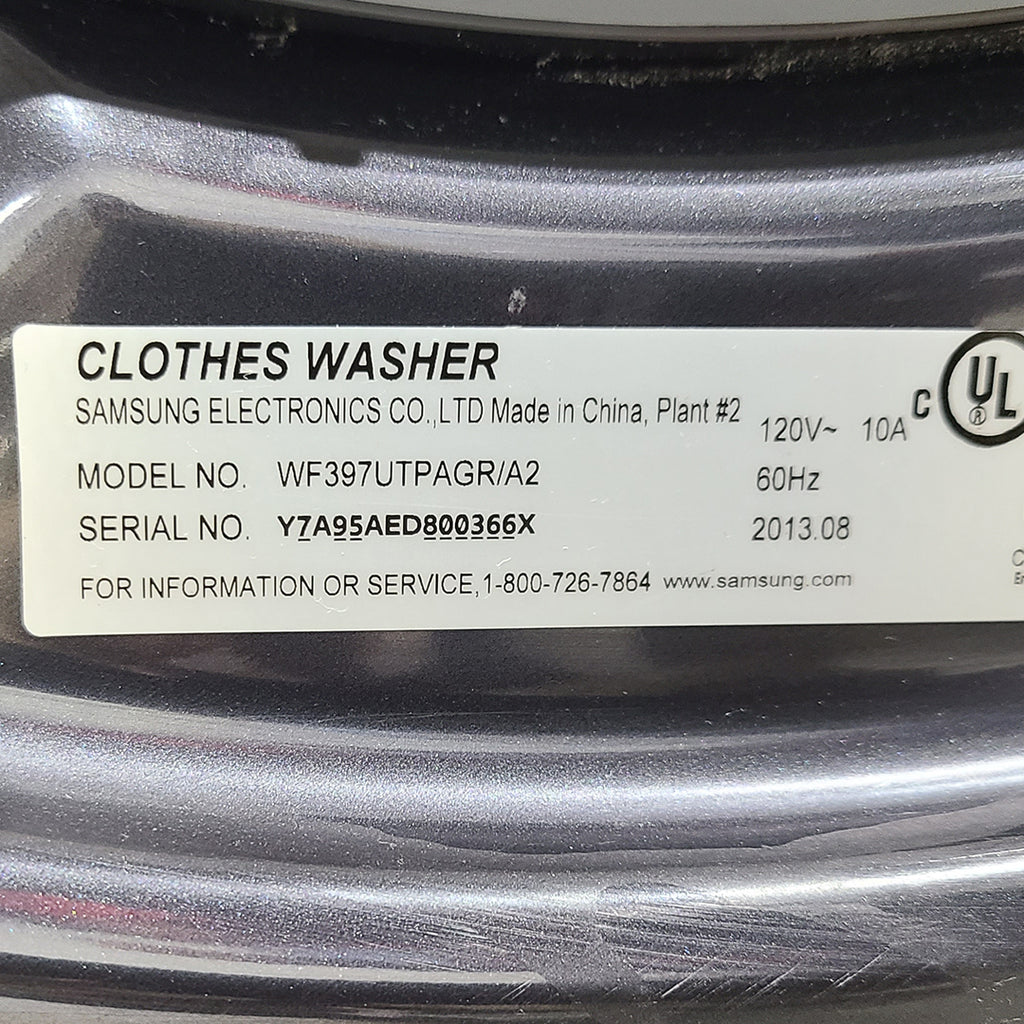 CLOTHES WASHER
SAMSUNG ELECTRONICS CO.,LTD Made in China, Plant #2
120V~ 10A
C UL ®
MODEL NO. WF397UTPAGR/A2
60Hz
SERIAL NO. Y7A95AED800366X
2013.08
FOR INFORMATION OR SERVICE,1-800-726-7864 www.samsung.com